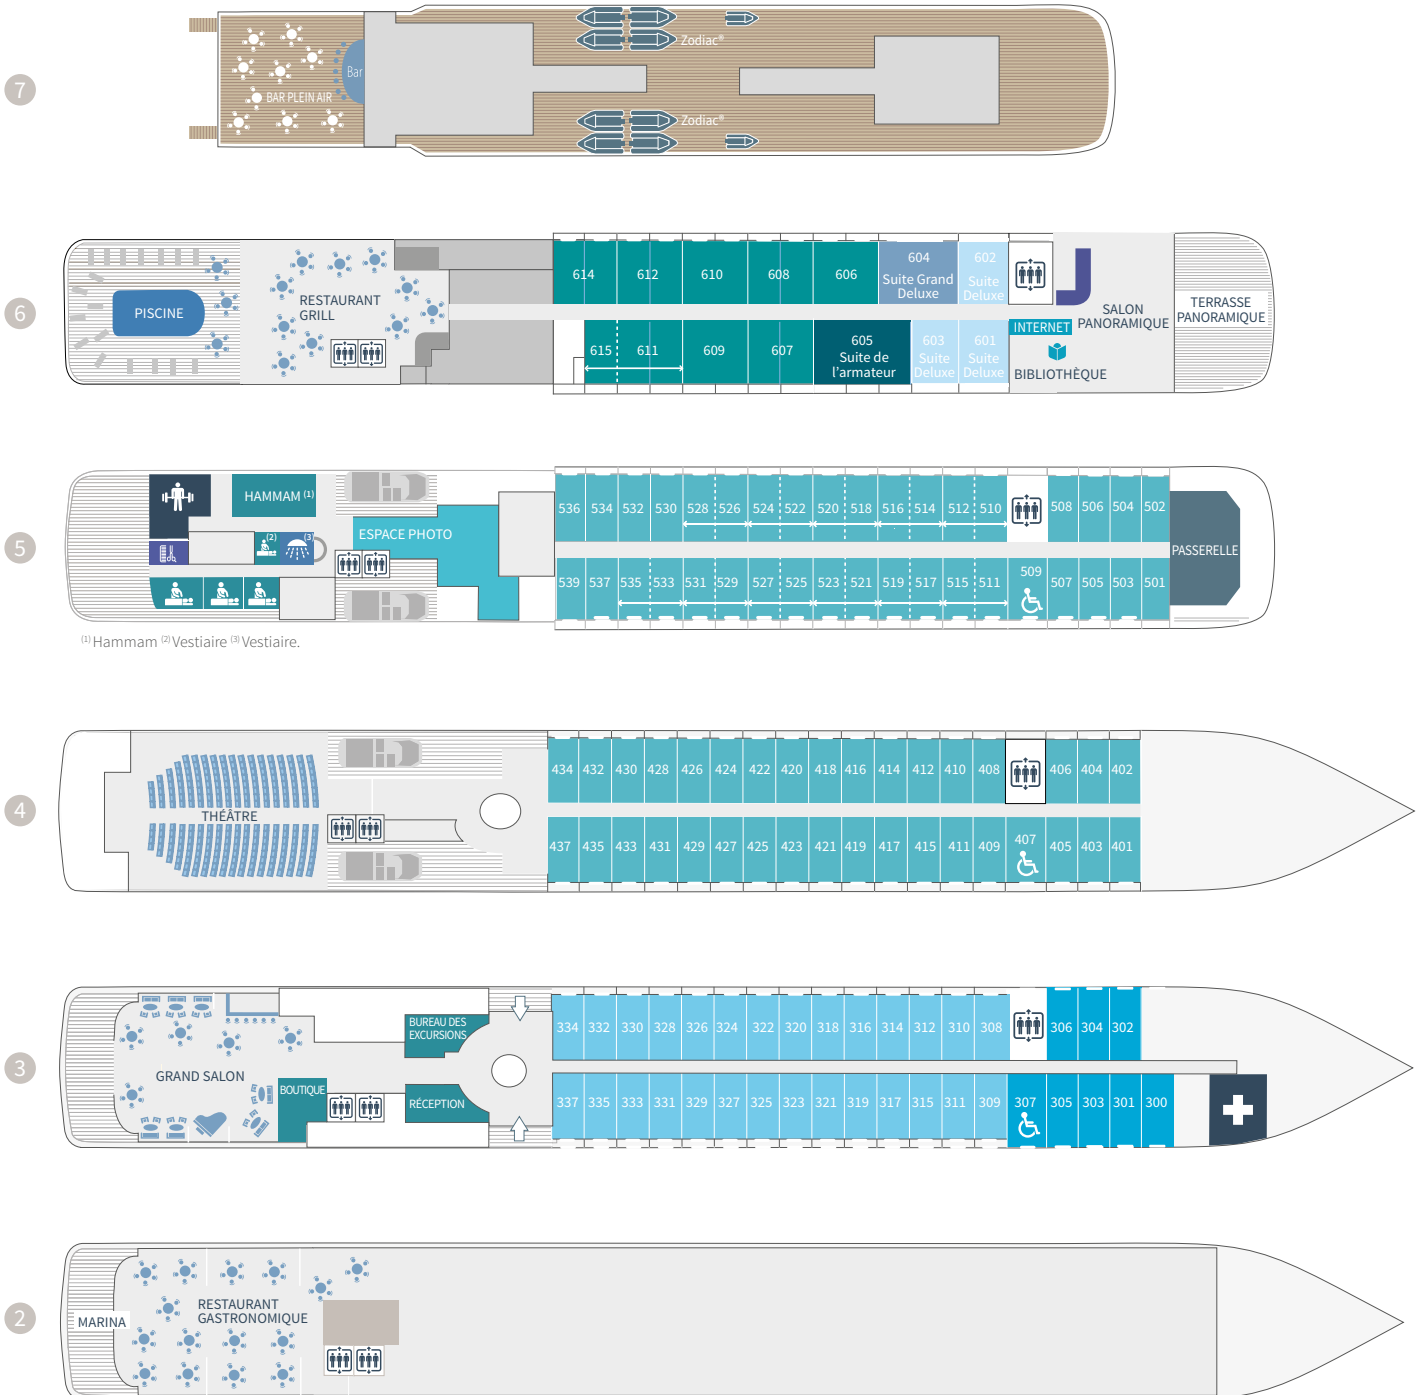 7
Bar
BAR PLEIN AIR
Zodiac®
Zodiac®
6
PISCINE
RESTAURANT
GRILL
614 612 610 608 606
604
Suite Grand
Deluxe
602
Suite
Deluxe
615 611 609 607
605
Suite de
l'armateur
603
Suite
Deluxe
601
Suite
Deluxe
INTERNET
BIBLIOTHÈQUE
SALON
PANORAMIQUE
TERRASSE
PANORAMIQUE
5
HAMMAM (1)
(2)
(3)
ESPACE PHOTO
536 534 532 530 528 526 524 522 520 518 516 514 512 510 508 506 504 502
539 537 535 533 531 529 527 525 523 521 519 517 515 511 509 507 505 503 501
PASSERELLE
(1) Hammam (2) Vestiaire (3) Vestiaire.
4
THÉÂTRE
434 432 430 428 426 424 422 420 418 416 414 412 410 408 406 404 402
437 435 433 431 429 427 425 423 421 419 417 415 411 409 407 405 403 401
3
GRAND SALON
BOUTIQUE
BUREAU DES
EXCURSIONS
RÉCEPTION
334 332 330 328 326 324 322 320 318 316 314 312 310 308 306 304 302
337 335 333 331 329 327 325 323 321 319 317 315 311 309 307 305 303 301 300
2
MARINA
RESTAURANT
GASTRONOMIQUE